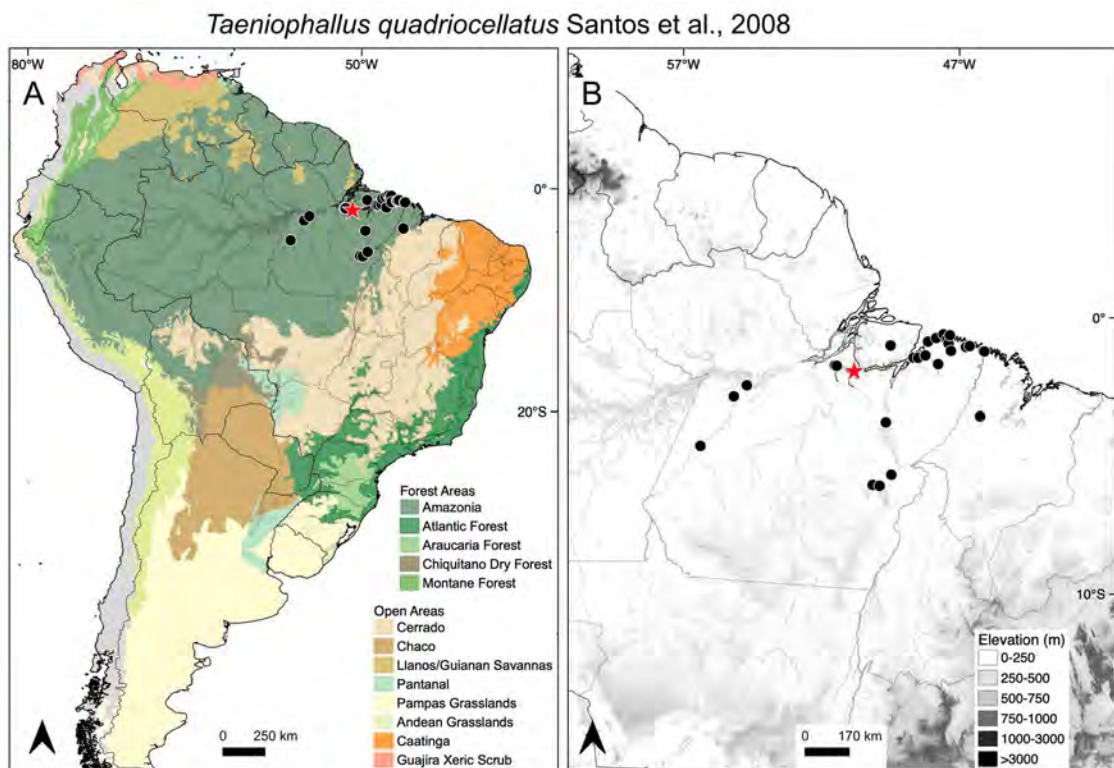 Taeniophallus quadriocellatus Santos et al., 2008
80°W
50°W
A
0°
20°S
Forest Areas
Amazonia
Atlantic Forest
Araucaria Forest
Chiquitano Dry Forest
Montane Forest
Open Areas
Cerrado
Chaco
Llanos/Guianan Savannas
Pantanal
Pampas Grasslands
Andean Grasslands
Caatinga
Guajira Xeric Scrub
0 250 km
57°W
47°W
B
0°
10°S
Elevation (m)
0-250
250-500
500-750
750-1000
1000-3000
>3000
0 170 km